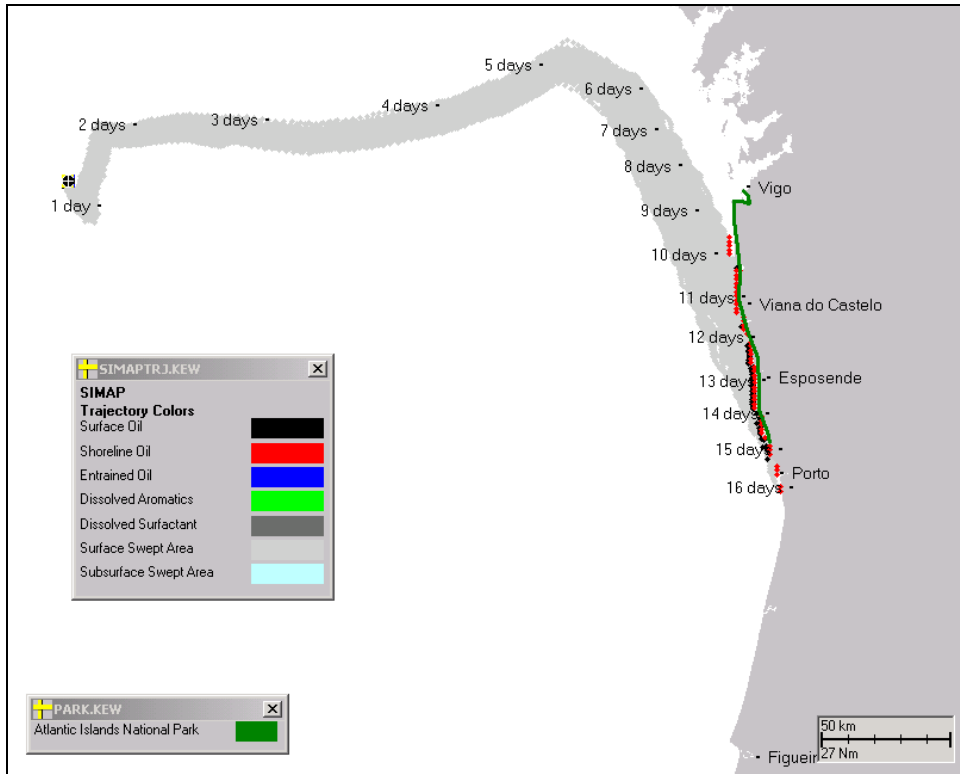 5 days
6 days
4 days
3 days
2 days
7 days
8 days
Vigo
1 day
9 days
10 days
11 days
Viana do Castelo
12 days
SIMAPTRJ.KEW
13 days
Esposende
SIMAP
Trajectory Colors
14 days
Surface Oil
Shoreline Oil
15 days
Entrained Oil
Porto
16 days
Dissolved Aromatics
Dissolved Surfactant
Surface Swept Area
Subsurface Swept Area
PARK.KEW
Atlantic Islands National Park
50 km
27 Nm
Figueir